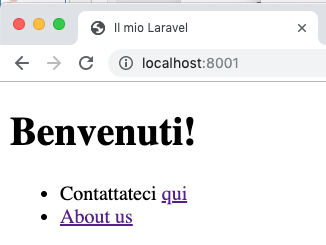 Il mio Laravel
localhost:8001
Benvenuti!
Contattateci qui
About us